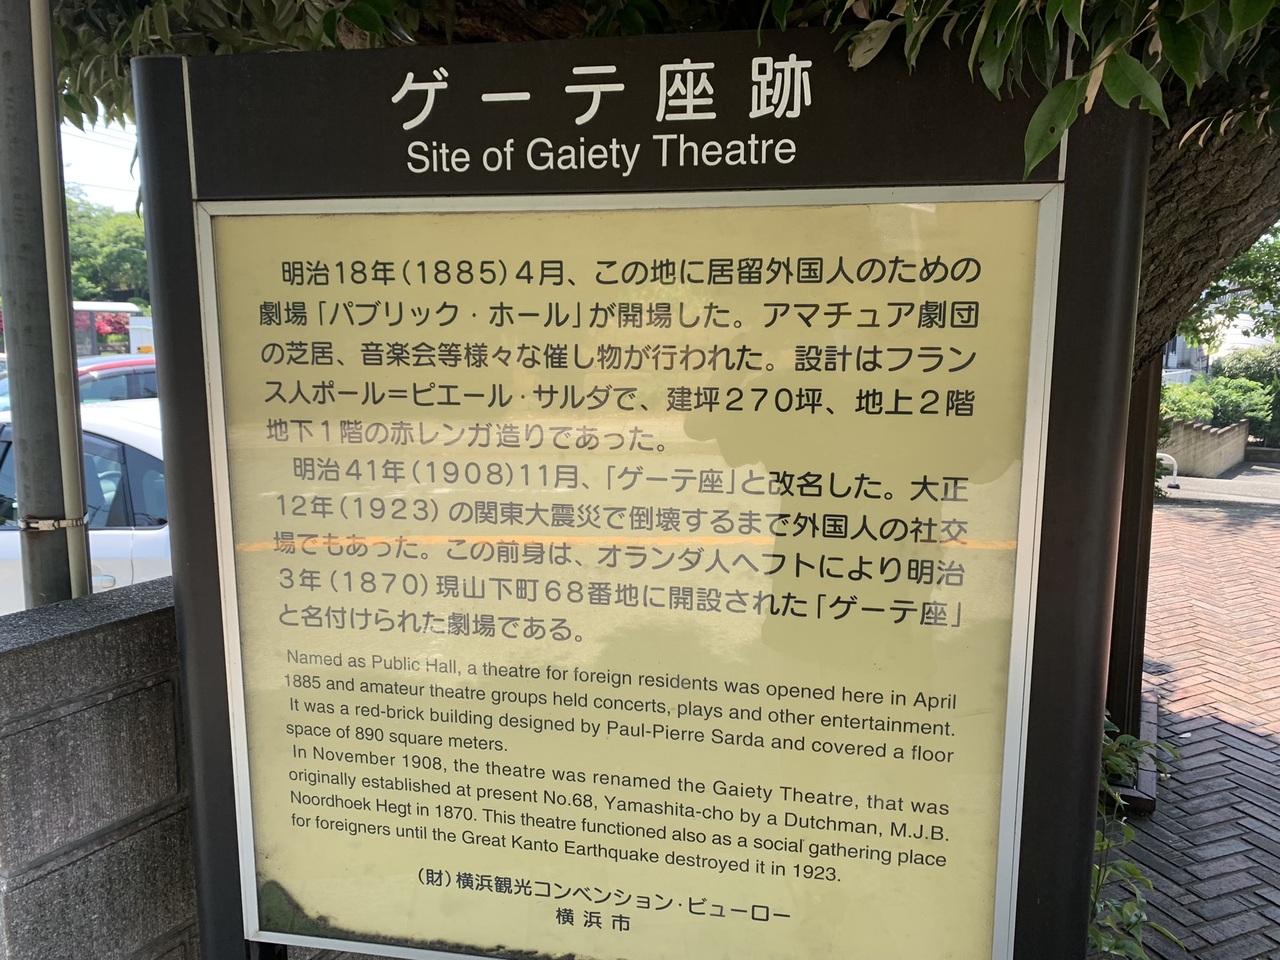 ゲーテ座跡
Site of Gaiety Theatre
明治18年(1885)4月、この地に居留外国人のための
劇場「パブリック・ホール」が開場した。アマチュア劇団
の芝居、音楽会等様々な催し物が行われた。設計はフラン
ス人ポール=ピエール・サルダで、建坪270坪、地上2階
地下1階の赤レンガ造りであった。
明治41年(1908)11月、「ゲーテ座」と改名した。大正
12年(1923)の関東大震災で倒壊するまで外国人の社交
場でもあった。この前身は、オランダ人ヘフトにより明治
3年(1870)現山下町68番地に開設された「ゲーテ座」
と名付けられた劇場である。
Named as Public Hall, a theatre for foreign residents was opened here in April
1885 and amateur theatre groups held concerts, plays and other entertainment.
It was a red-brick building designed by Paul-Pierre Sarda and covered a floor
space of 890 square meters.
In November 1908, the theatre was renamed the Gaiety Theatre, that was
originally established at present No.68, Yamashita-cho by a Dutchman, M.J.B.
Noordhoek Hegt in 1870. This theatre functioned also as a social gathering place
for foreigners until the Great Kanto Earthquake destroyed it in 1923.
(財)横浜観光コンベンション・ビューロー
横浜市